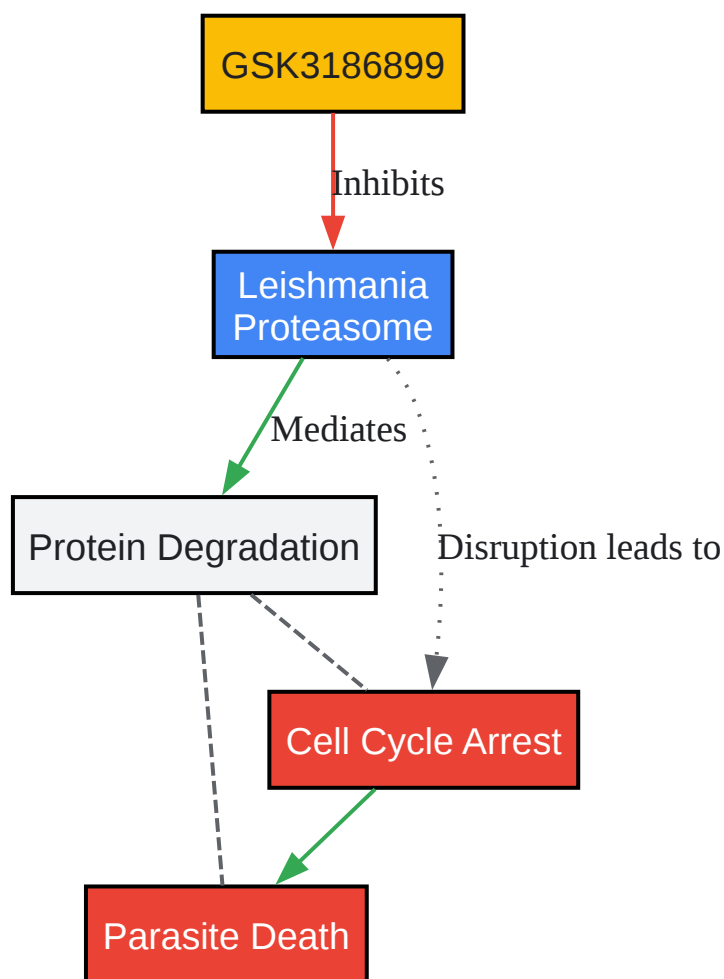 GSK3186899
Inhibits
Leishmania
Proteasome
Mediates
Protein Degradation
Disruption leads to
Cell Cycle Arrest
Parasite Death